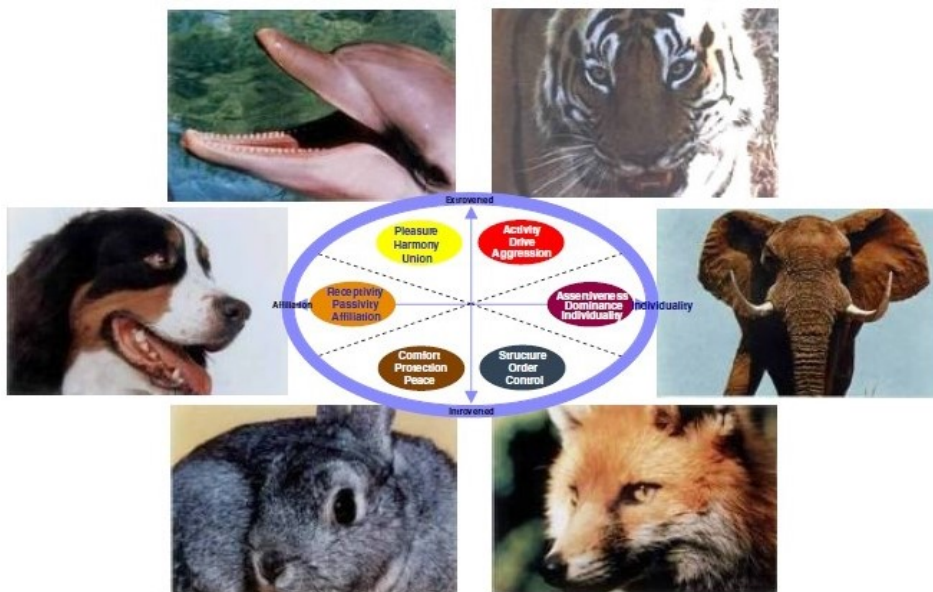 Extroverted
Pleasure
Harmony
Union
Activity
Drive
Aggression
Affiliation
Receptivity
Passivity
Affiliation
Assertiveness
Dominance
Individuality
Individuality
Comfort
Protection
Peace
Structure
Order
Control
Introverted